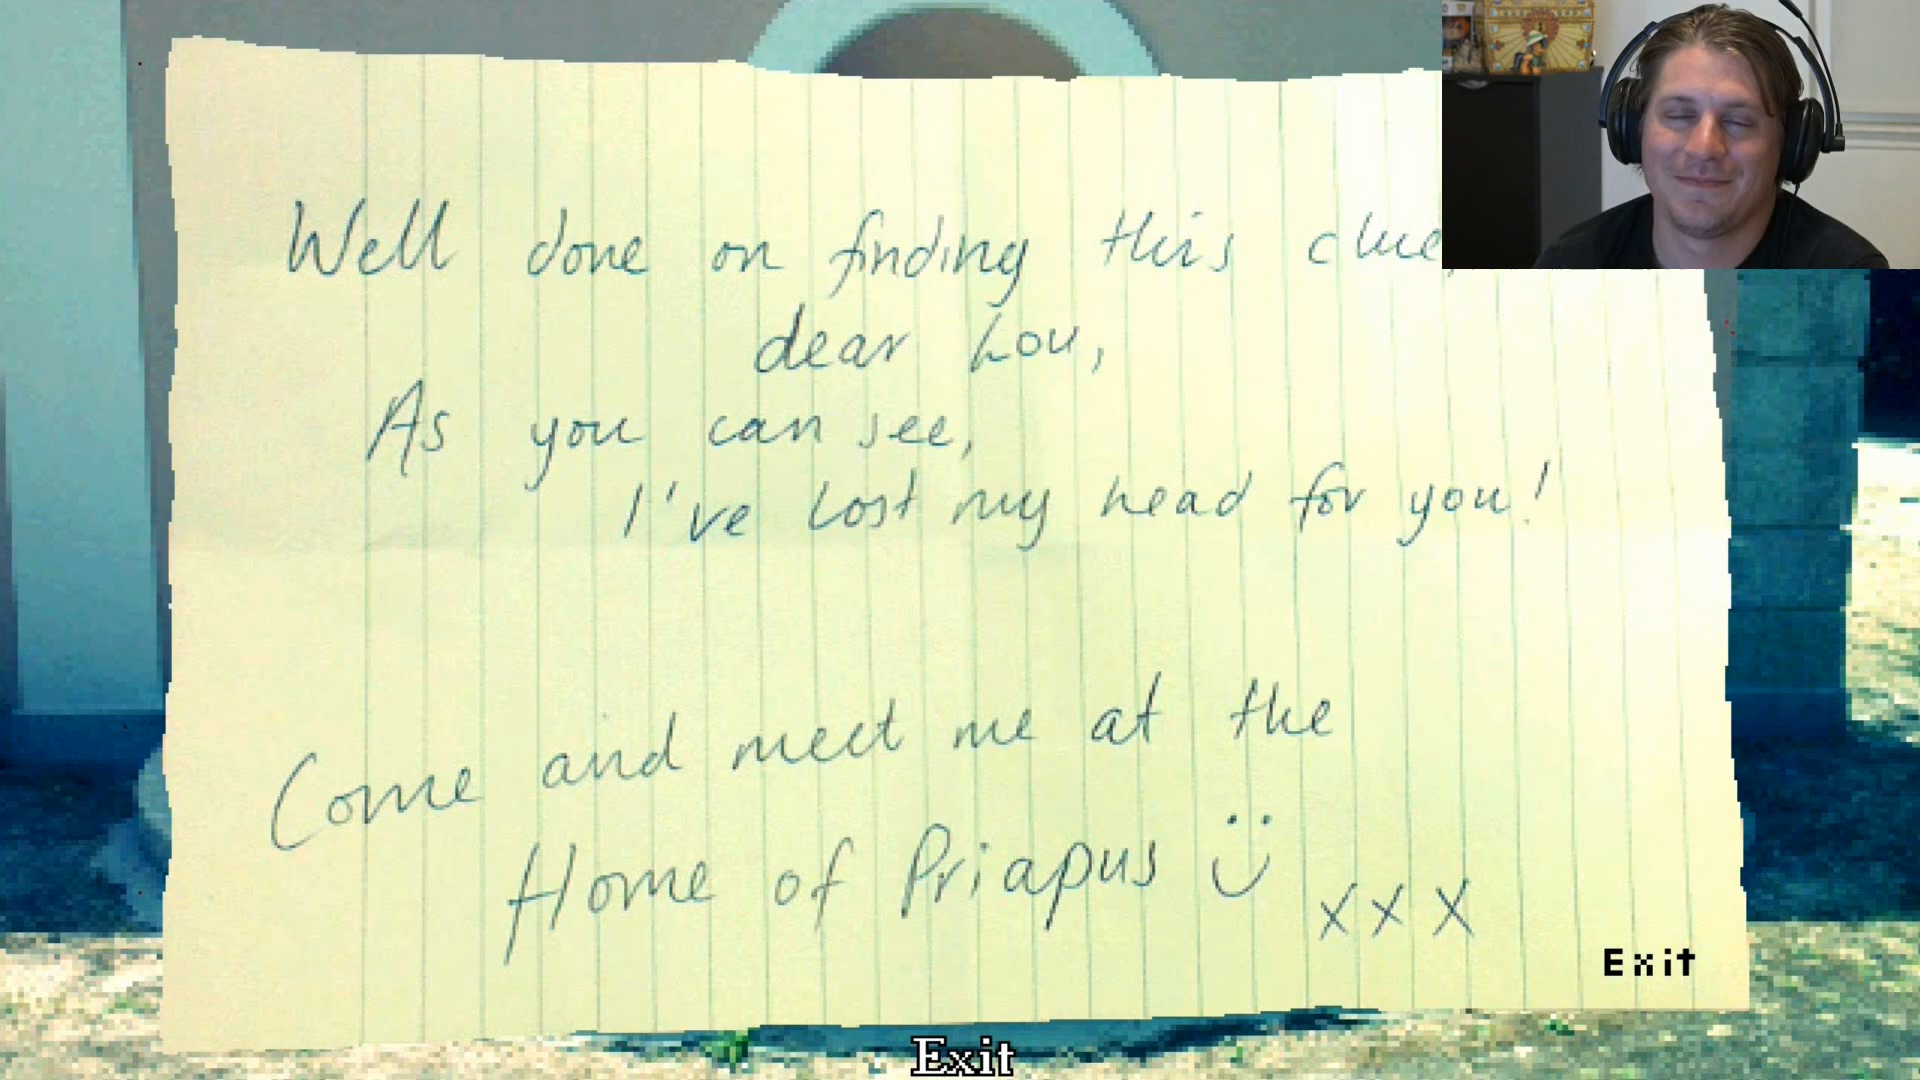 Well done on finding this clue,
dear Lou,
As you can see,
I've lost my head for you!
Come and meet me at the
Home of Priapus :) xxx
Exit
Exit